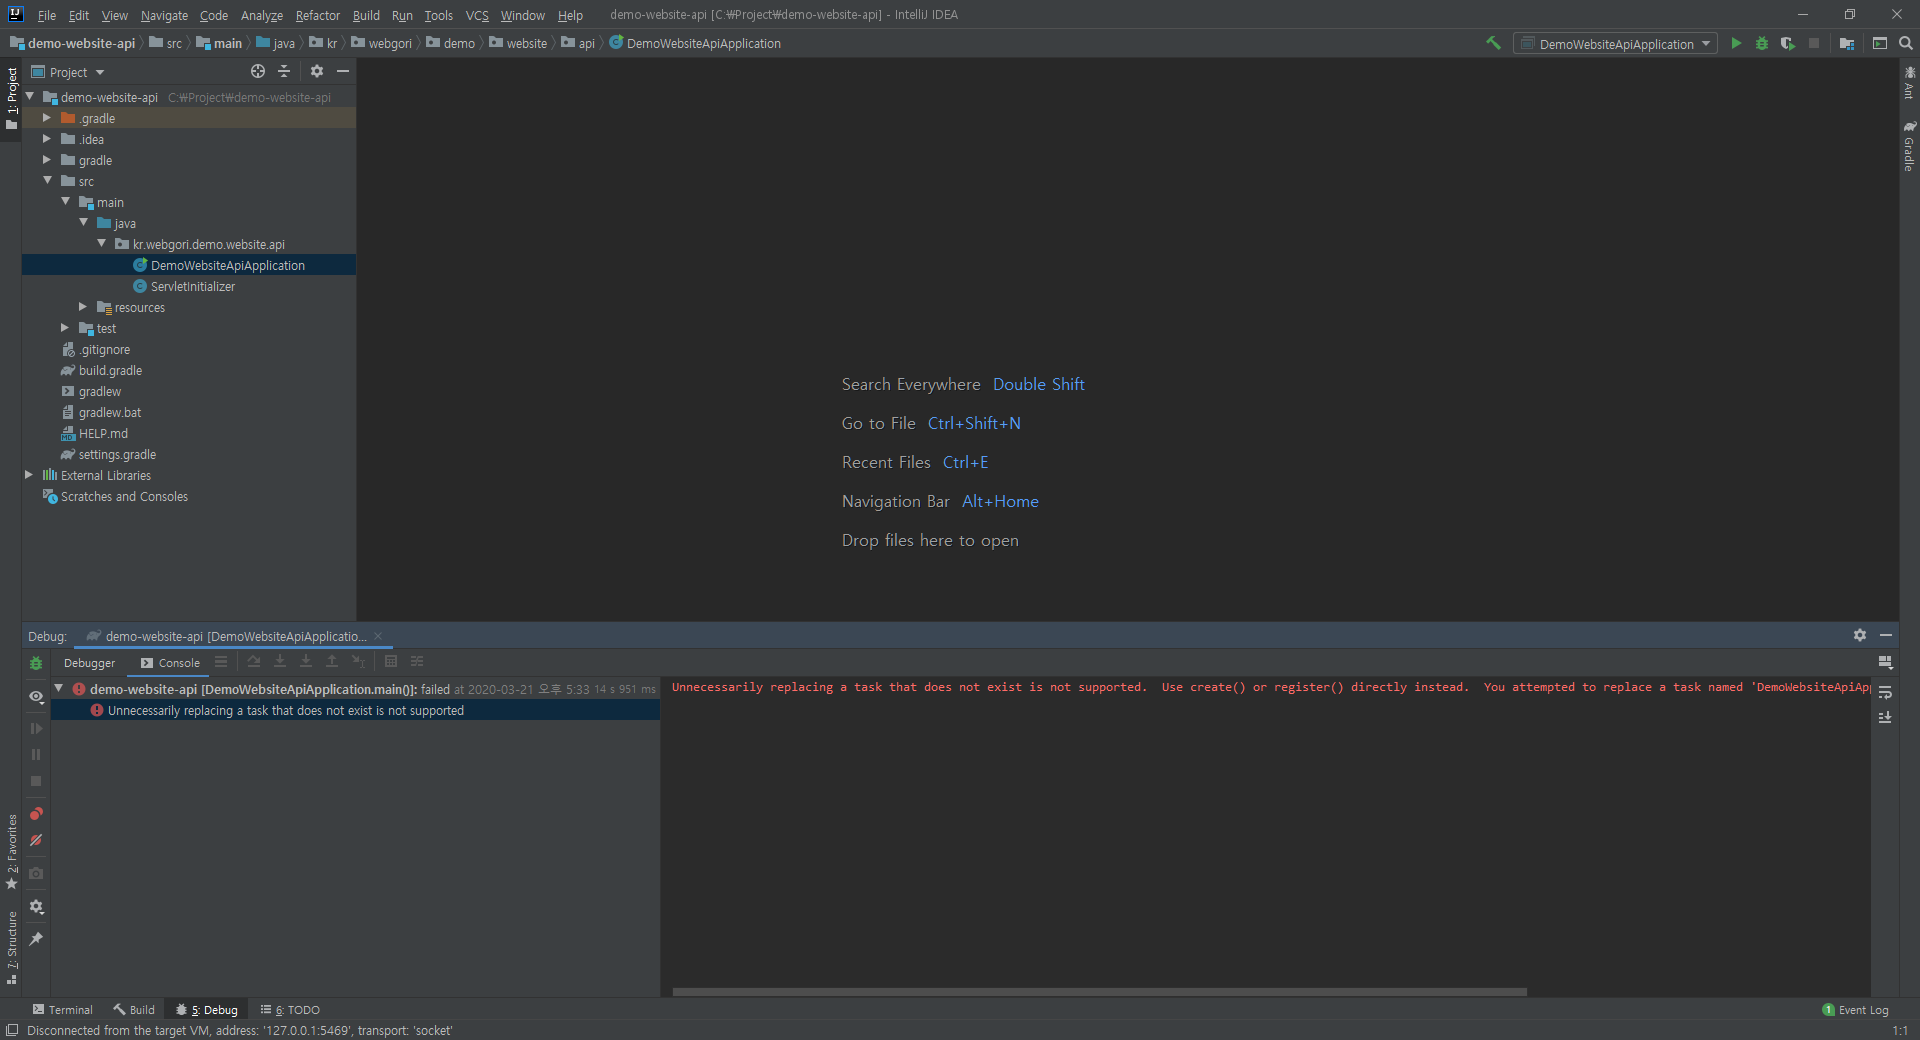 File Edit View Navigate Code Analyze Refactor Build Run Tools VCS Window Help demo-website-api [C:₩Project₩demo-website-api] - IntelliJ IDEA
demo-website-api src main java kr webgori demo website api DemoWebsiteApiApplication DemoWebsiteApiApplication
1: Project
Project
demo-website-api C:₩Project₩demo-website-api
.gradle
.idea
gradle
src
main
java
kr.webgori.demo.website.api
DemoWebsiteApiApplication
ServletInitializer
resources
test
.gitignore
build.gradle
gradlew
gradlew.bat
HELP.md
settings.gradle
External Libraries
Scratches and Consoles
Ant
Gradle
Search Everywhere Double Shift
Go to File Ctrl+Shift+N
Recent Files Ctrl+E
Navigation Bar Alt+Home
Drop files here to open
Debug: demo-website-api [DemoWebsiteApiApplicatio...
Debugger Console
demo-website-api [DemoWebsiteApiApplication.main()]: failed at 2020-03-21 오후 5:33 14 s 951 ms
Unnecessarily replacing a task that does not exist is not supported
Unnecessarily replacing a task that does not exist is not supported.  Use create() or register() directly instead.  You attempted to replace a task named 'DemoWebsiteApiAp
2: Favorites
7: Structure
Terminal Build 5: Debug 6: TODO 1 Event Log
Disconnected from the target VM, address: '127.0.0.1:5469', transport: 'socket' 1:1